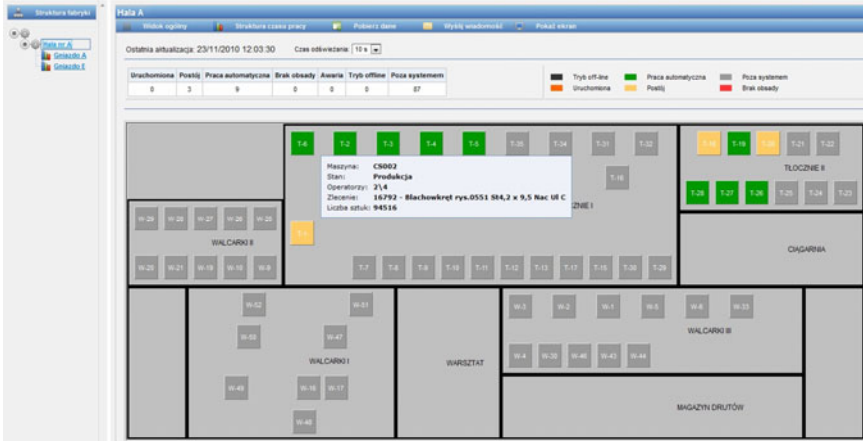 Struktura fabryki
Hala nr A
Gniazdo A
Gniazdo E
Hala A
Widok ogólny Struktura czasu pracy Pobierz dane Wyślij wiadomość Pokaż ekran
Ostatnia aktualizacja: 23/11/2010 12:03:30 Czas odświeżania: 10 s
Uruchomiona Postój Praca automatyczna Brak obsady Awaria Tryb offline Poza systemem
0 3 9 0 0 0 87
Tryb off-line Praca automatyczna Poza systemem
Uruchomiona Postój Brak obsady
T-6 T-2 T-3 T-4 T-5 T-35 T-34 T-31 T-32
T-19 T-21 T-22
Maszyna: CS002
Stan: Produkcja
Operatorzy: 2\4
Zlecenie: 16792 - Blachowkręt rys.0551 St4,2 x 9,5 Nac Ul C
Liczba sztuk: 94516
T-16
ZNIE I
TŁOCZNIE II
T-28 T-27 T-26 T-25 T-24 T-23
W-29 W-28 W-27 W-26 W-25
WALCARKI II
W-21
T-7 T-8 T-9 T-10 T-11 T-12 T-13 T-17 T-15 T-30 T-29
CIĄGARNIA
W-52 W-51
W-47
WALCARKI I
W-49 W-16 W-17
WARSZTAT
W-3 W-2 W-1 W-5 W-6 W-33
WALCARKI III
W-4 W-46 W-43 W-44
MAGAZYN DRUTÓW